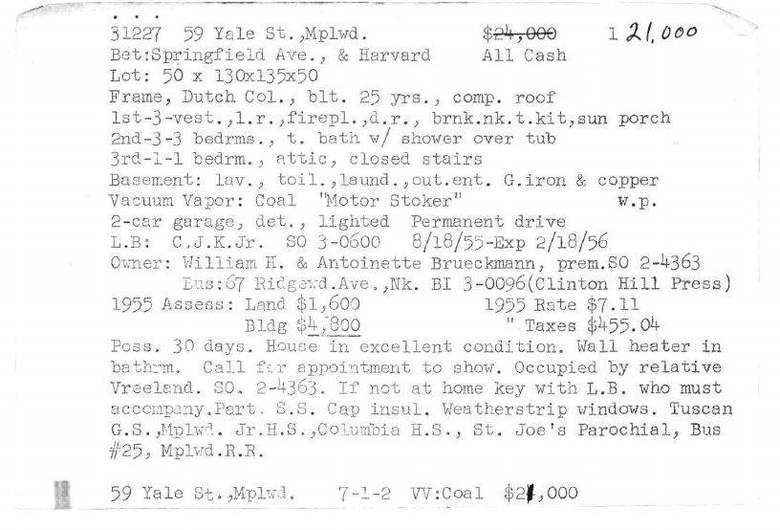 31227 59 Yale St.,Mplwd. $24,000 1 21,000
Bet:Springfield Ave., & Harvard All Cash
Lot: 50 x 130x135x50
Frame, Dutch Col., blt. 25 yrs., comp. roof
1st-3-vest.,l.r.,firepl.,d.r., brnk.nk.t.kit,sun porch
2nd-3-3 bedrms., t. bath w/ shower over tub
3rd-1-1 bedrm., attic, closed stairs
Basement: lav., toil.,laund.,out.ent. G.iron & copper
Vacuum Vapor: Coal "Motor Stoker" w.p.
2-car garage, det., lighted Permanent drive
L.B: C.J.K.Jr. SO 3-0600 8/18/55-Exp 2/18/56
Owner: William H. & Antoinette Brueckmann, prem.SO 2-4363
Bus:67 Ridgewd.Ave.,Nk. BI 3-0096(Clinton Hill Press)
1955 Assess: Land $1,600 1955 Rate $7.11
Bldg $4,800 " Taxes $455.04
Poss. 30 days. House in excellent condition. Wall heater in
bathrm. Call for appointment to show. Occupied by relative
Vreeland. SO. 2-4363. If not at home key with L.B. who must
accompany.Part. S.S. Cap insul. Weatherstrip windows. Tuscan
G.S.,Mplwd. Jr.H.S.,Columbia H.S., St. Joe's Parochial, Bus
#25, Mplwd.R.R.
59 Yale St.,Mplwd. 7-1-2 VV:Coal $21,000